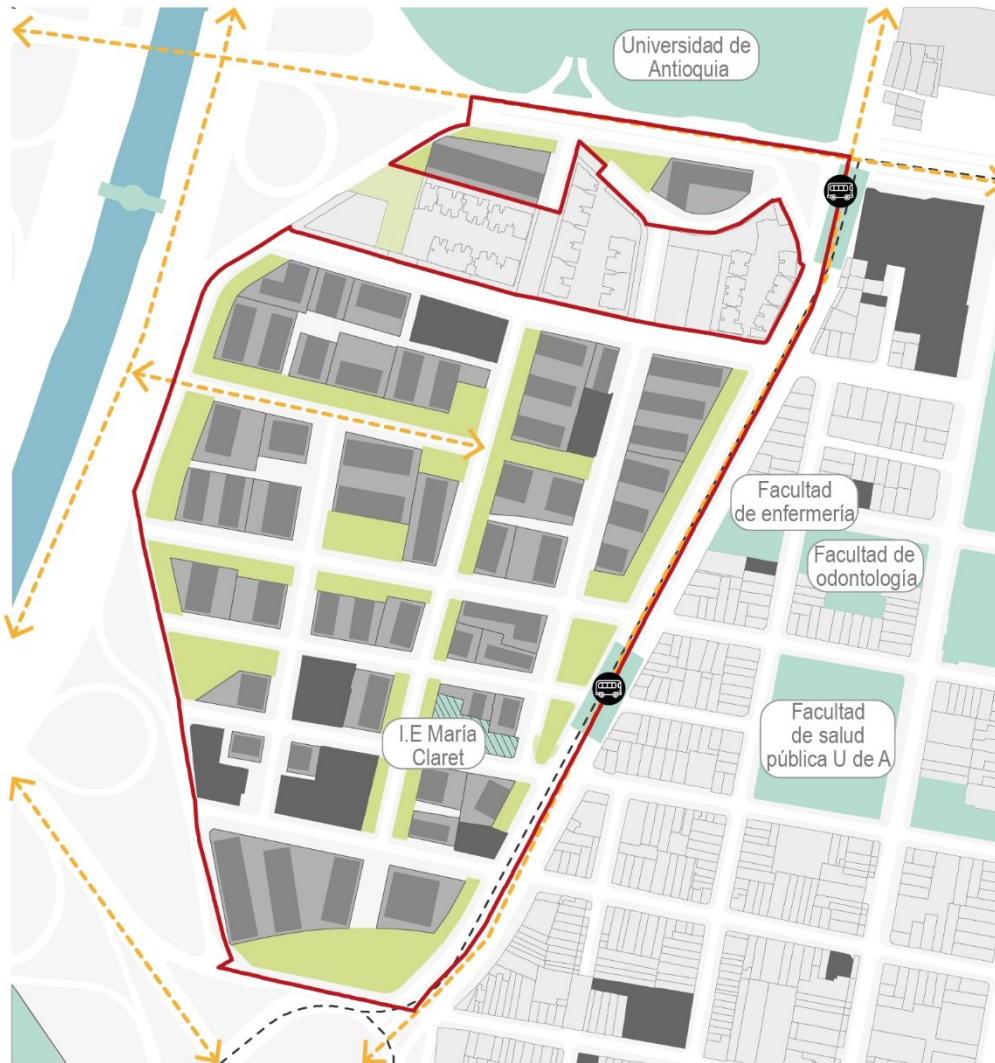 Universidad de
Antioquia
Facultad
de enfermería
Facultad de
odontología
Facultad
de salud
pública U de A
I.E María
Claret